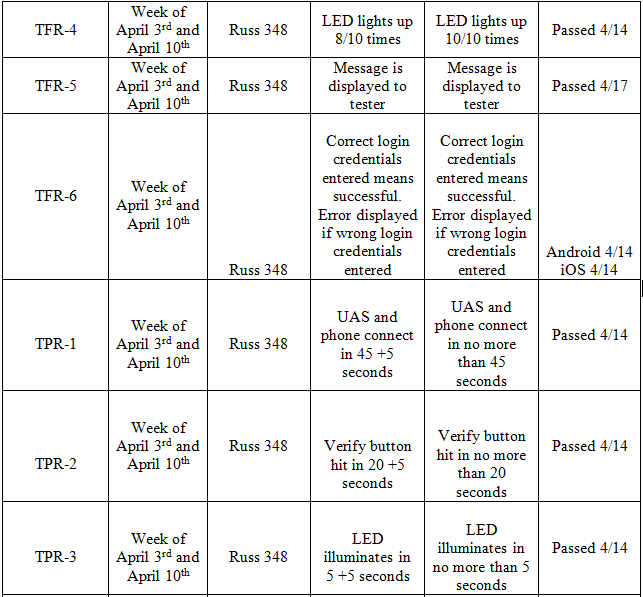 TFR-4
Week of
April 3rd and
April 10th
Russ 348
LED lights up
8/10 times
LED lights up
10/10 times
Passed 4/14
TFR-5
Week of
April 3rd and
April 10th
Russ 348
Message is
displayed to
tester
Message is
displayed to
tester
Passed 4/17
TFR-6
Week of
April 3rd and
April 10th
Russ 348
Correct login
credentials
entered means
successful.
Error displayed
if wrong login
credentials
entered
Correct login
credentials
entered means
successful.
Error displayed
if wrong login
credentials
entered
Android 4/14
iOS 4/14
TPR-1
Week of
April 3rd and
April 10th
Russ 348
UAS and
phone connect
in 45 +5
seconds
UAS and
phone connect
in no more
than 45
seconds
Passed 4/14
TPR-2
Week of
April 3rd and
April 10th
Russ 348
Verify button
hit in 20 +5
seconds
Verify button
hit in no more
than 20
seconds
Passed 4/14
TPR-3
Week of
April 3rd and
April 10th
Russ 348
LED
illuminates in
5 +5 seconds
LED
illuminates in
no more than 5
seconds
Passed 4/14